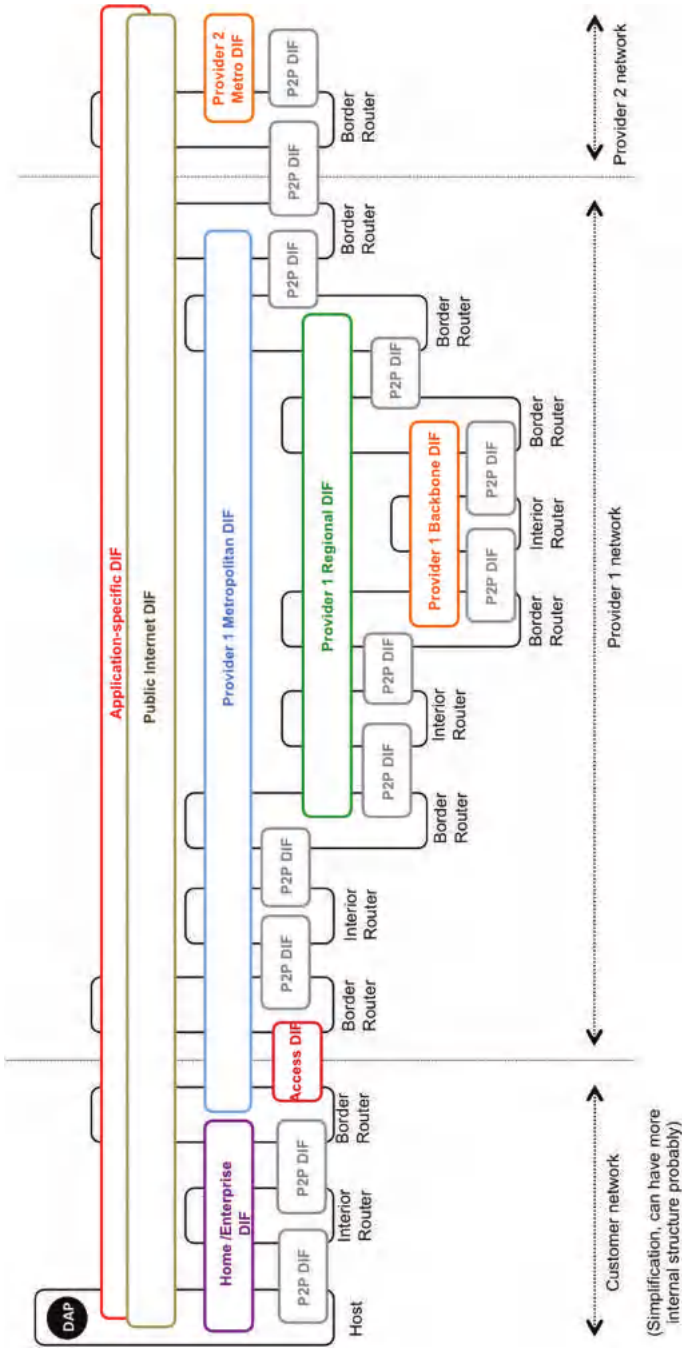 DAP
Application-specific DIF
Public Internet DIF
Home /Enterprise
DIF
Provider 1 Metropolitan DIF
Provider 2
Metro DIF
P2P DIF
P2P DIF
Access DIF
P2P DIF
P2P DIF
P2P DIF
P2P DIF
P2P DIF
Host
Interior
Router
Border
Router
Border
Router
Interior
Router
Border
Router
Border
Router
Provider 1 Regional DIF
P2P DIF
P2P DIF
P2P DIF
Border
Router
Interior
Router
Border
Router
Provider 1 Backbone DIF
P2P DIF
P2P DIF
Border
Router
Interior
Router
Border
Router
Customer network
Provider 1 network
Provider 2 network
(Simplification, can have more
internal structure probably)